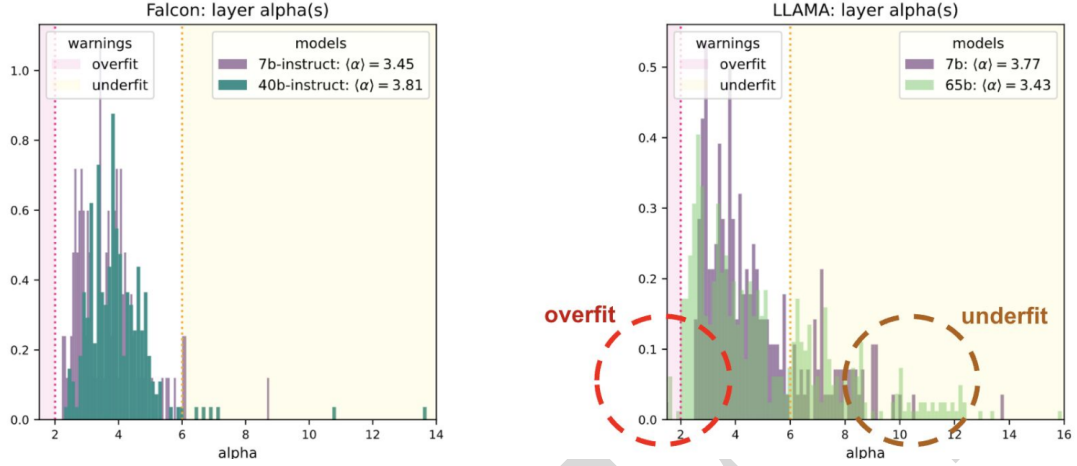 Falcon: layer alpha(s)
warnings
overfit
underfit
models
7b-instruct: ⟨α⟩ = 3.45
40b-instruct: ⟨α⟩ = 3.81
1.0
0.8
0.6
0.4
0.2
0.0
2 4 6 8 10 12 14
alpha
LLAMA: layer alpha(s)
warnings
overfit
underfit
models
7b: ⟨α⟩ = 3.77
65b: ⟨α⟩ = 3.43
0.5
0.4
0.3
0.2
0.1
0.0
overfit
underfit
2 4 6 8 10 12 14 16
alpha